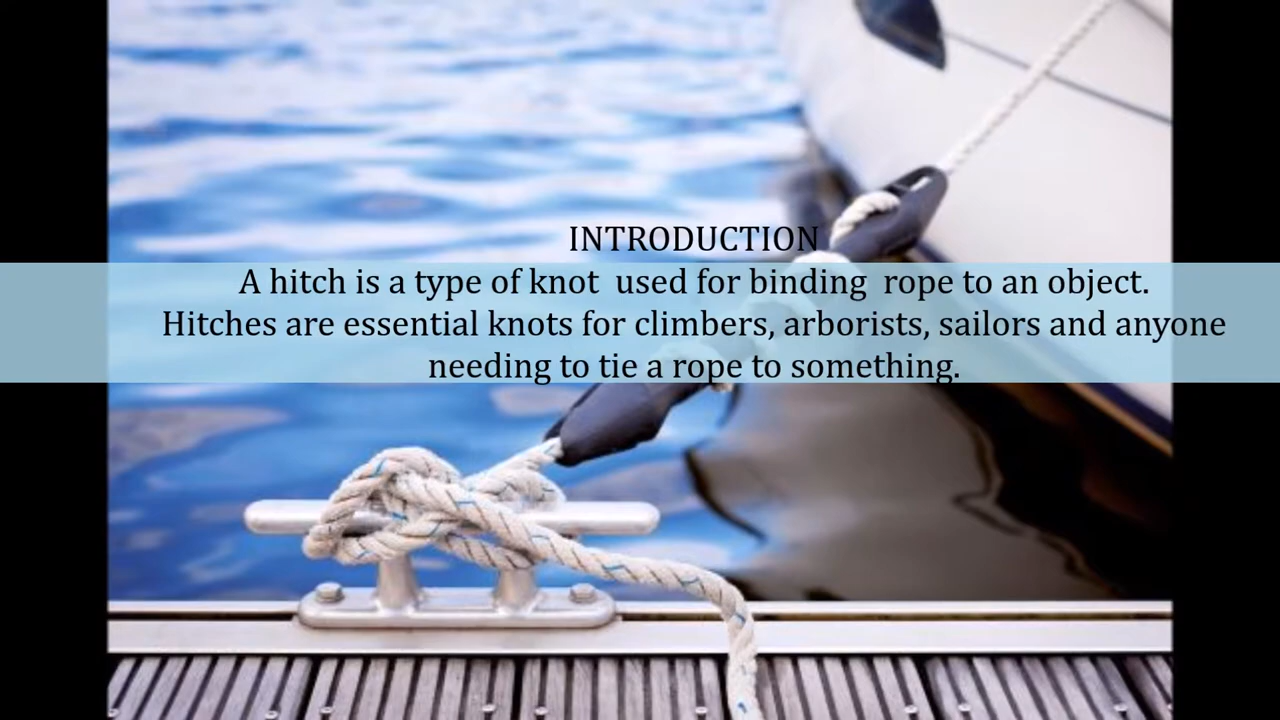 INTRODUCTION
A hitch is a type of knot  used for binding  rope to an object.
Hitches are essential knots for climbers, arborists, sailors and anyone
needing to tie a rope to something.